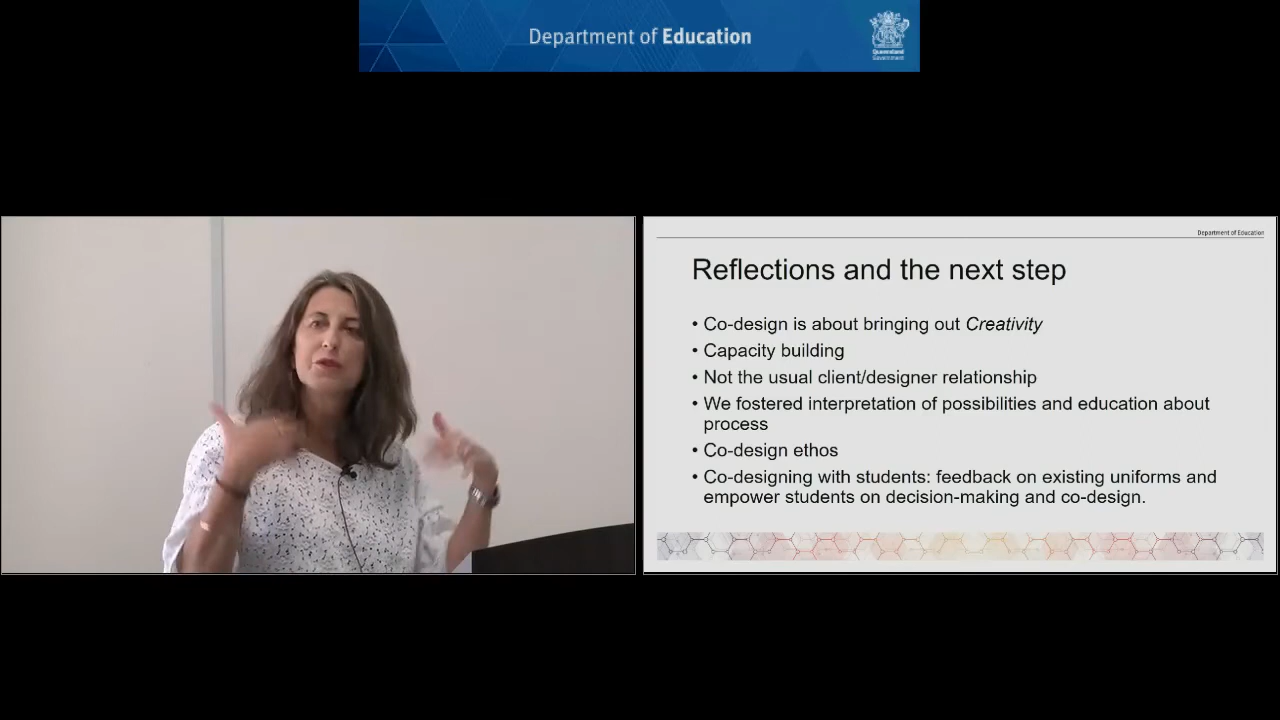 Department of Education
Queensland
Government
Department of Education
Reflections and the next step
• Co-design is about bringing out Creativity
• Capacity building
• Not the usual client/designer relationship
• We fostered interpretation of possibilities and education about
process
• Co-design ethos
• Co-designing with students: feedback on existing uniforms and
empower students on decision-making and co-design.